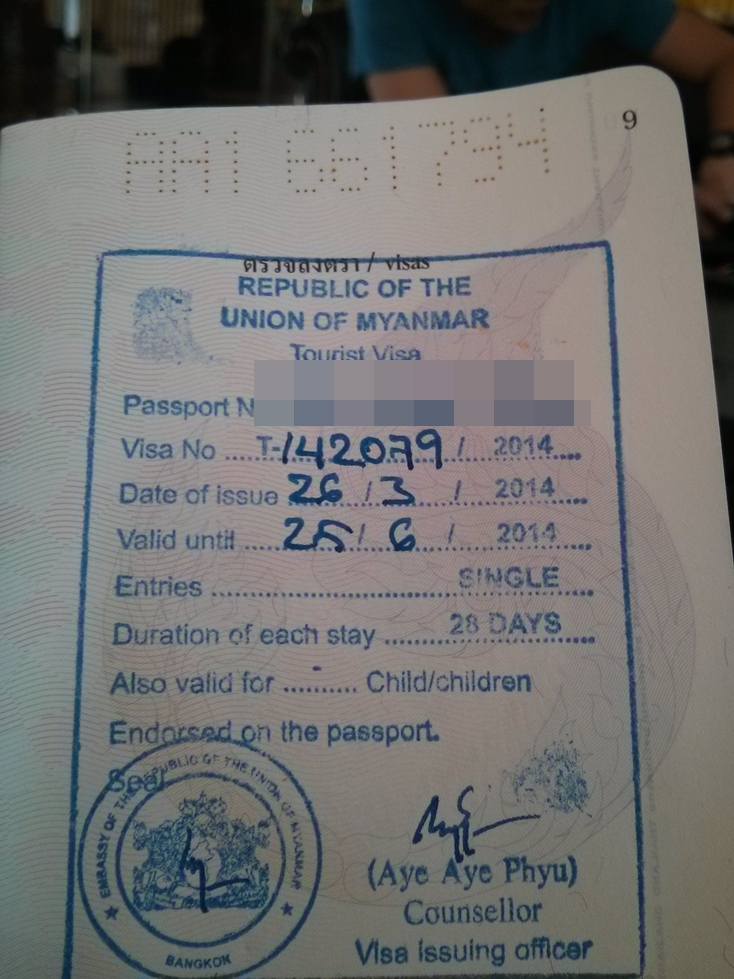 9
AA1661794
ตรวจลงตรา / visas
REPUBLIC OF THE
UNION OF MYANMAR
Tourist Visa
Passport N
Visa No .... T-142079 / 2014
Date of issue 26 / 3 / 2014
Valid until .... 25 / 6 / 2014
Entries .... SINGLE
Duration of each stay .... 28 DAYS
Also valid for .... - Child/children
Endorsed on the passport.
Seal
EMBASSY OF THE REPUBLIC OF THE UNION OF MYANMAR
BANGKOK
(Aye Aye Phyu)
Counsellor
Visa issuing officer